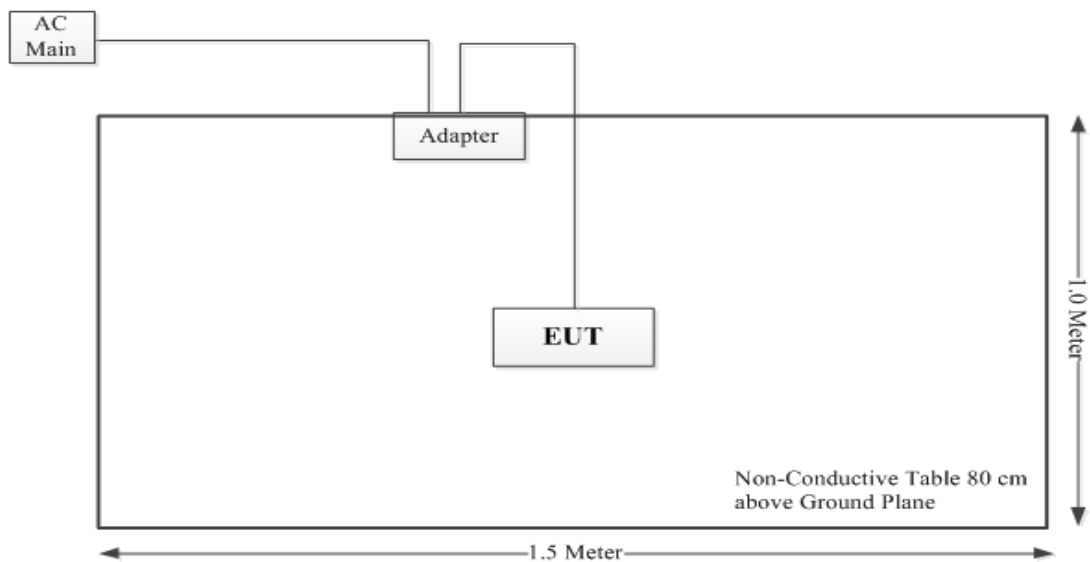 AC
Main
Adapter
EUT
1.0 Meter
Non-Conductive Table 80 cm
above Ground Plane
1.5 Meter